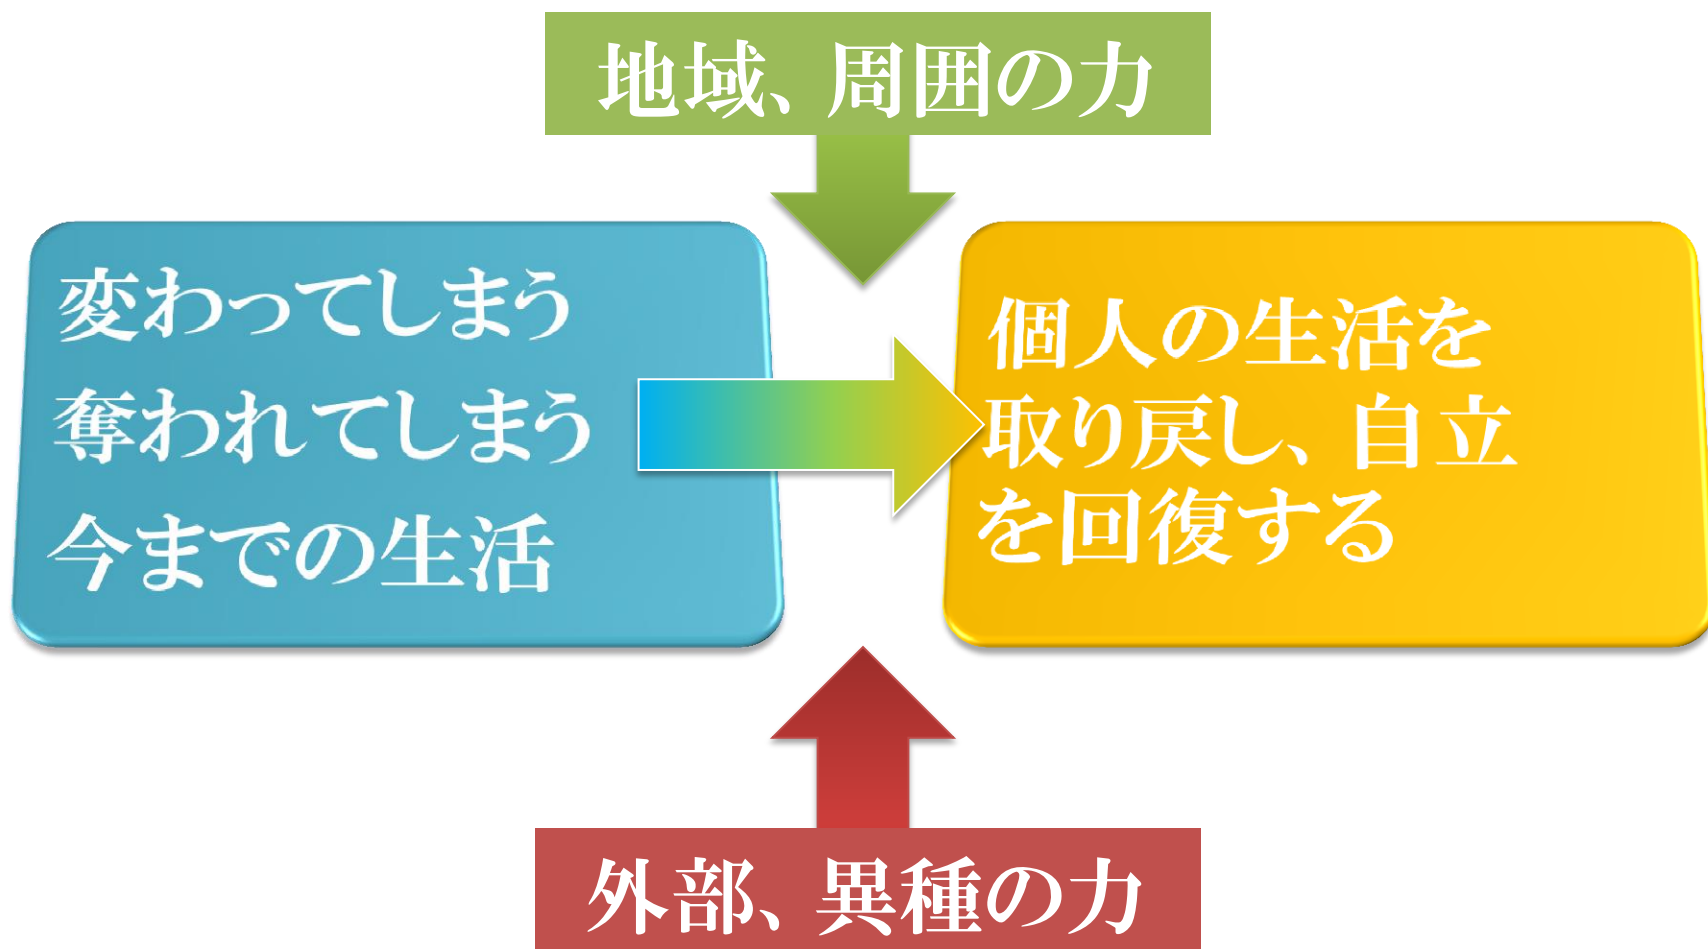 地域、周囲の力
変わってしまう
奪われてしまう
今までの生活
個人の生活を
取り戻し、自立
を回復する
外部、異種の力